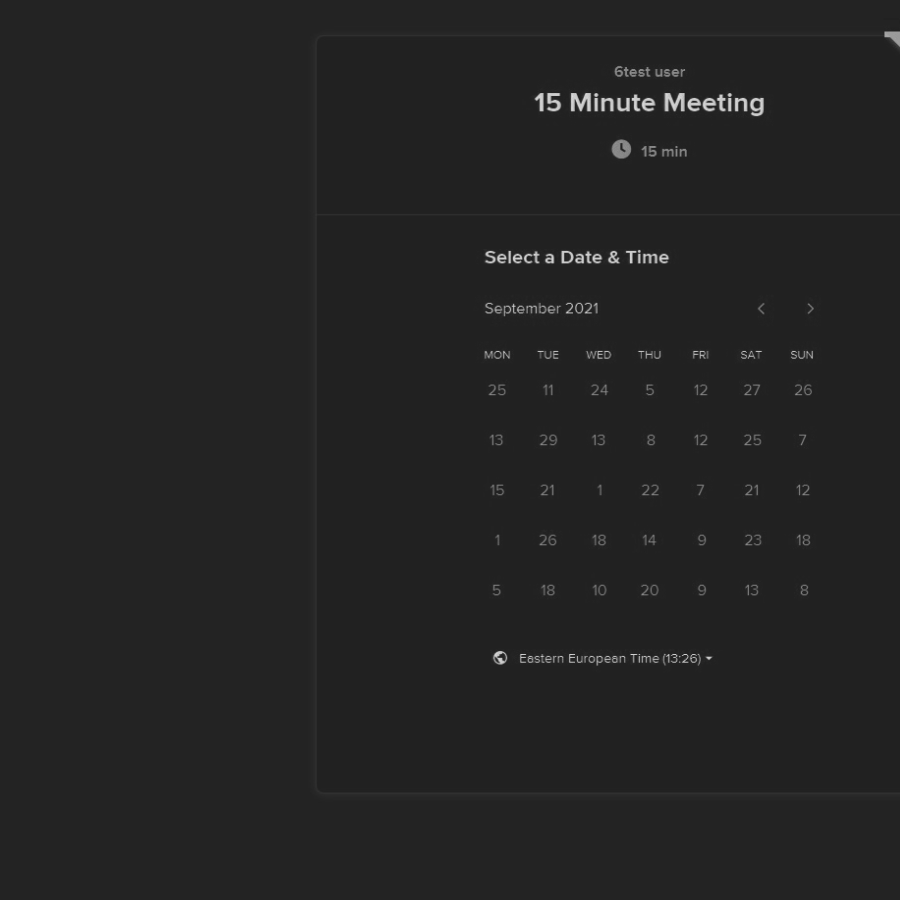 6test user
15 Minute Meeting
15 min
Select a Date & Time
September 2021
MON TUE WED THU FRI SAT SUN
25 11 24 5 12 27 26
13 29 13 8 12 25 7
15 21 1 22 7 21 12
1 26 18 14 9 23 18
5 18 10 20 9 13 8
Eastern European Time (13:26)